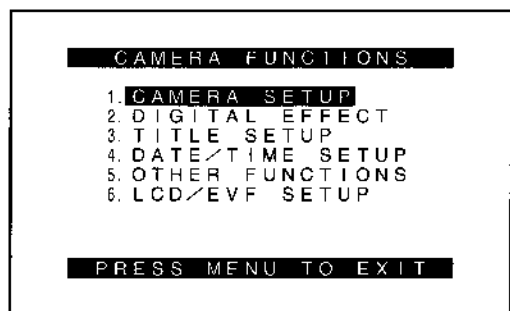 CAMERA FUNCTIONS
1. CAMERA SETUP
2. DIGITAL EFFECT
3. TITLE SETUP
4. DATE/TIME SETUP
5. OTHER FUNCTIONS
6. LCD/EVF SETUP
PRESS MENU TO EXIT